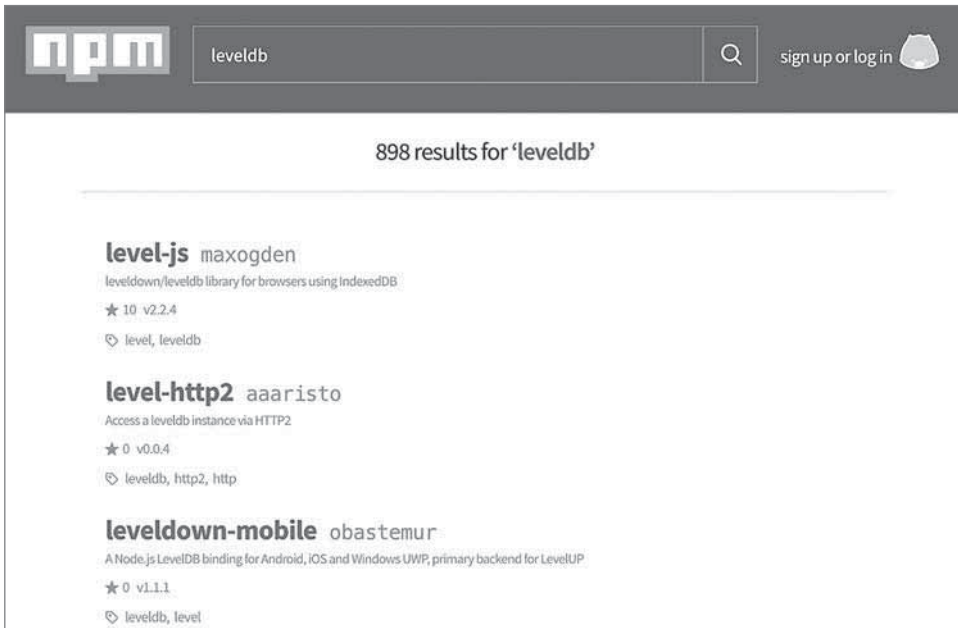 npm
leveldb
sign up or log in
898 results for ‘leveldb’
level-js maxogden
leveldown/leveldb library for browsers using IndexedDB
★ 10 v2.2.4
level, leveldb
level-http2 aaaristo
Access a leveldb instance via HTTP2
★ 0 v0.0.4
leveldb, http2, http
leveldown-mobile obastemur
A Node.js LevelDB binding for Android, iOS and Windows UWP, primary backend for LevelUP
★ 0 v1.1.1
leveldb, level